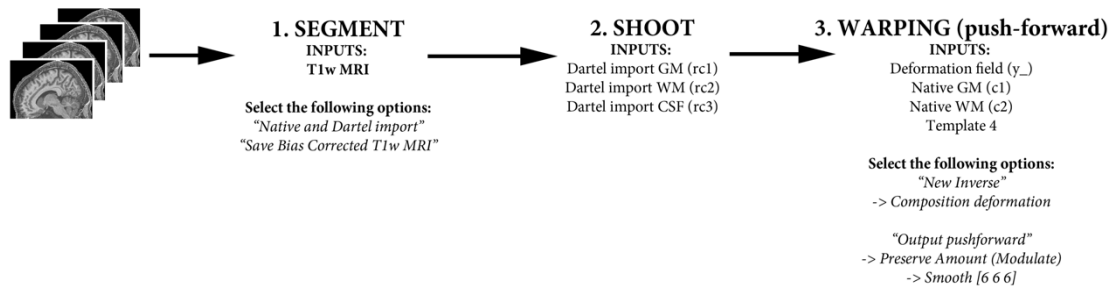 1. SEGMENT
INPUTS:
T1w MRI
Select the following options:
“Native and Dartel import”
“Save Bias Corrected T1w MRI”
2. SHOOT
INPUTS:
Dartel import GM (rc1)
Dartel import WM (rc2)
Dartel import CSF (rc3)
3. WARPING (push-forward)
INPUTS:
Deformation field (y_)
Native GM (c1)
Native WM (c2)
Template 4
Select the following options:
“New Inverse”
-> Composition deformation
“Output pushforward”
-> Preserve Amount (Modulate)
-> Smooth [6 6 6]